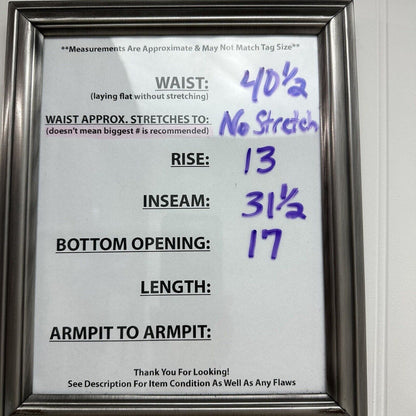 **Measurements Are Approximate & May Not Match Tag Size**
WAIST: 40 1/2
(laying flat without stretching)
WAIST APPROX. STRETCHES TO: No Stretch
(doesn't mean biggest # is recommended)
RISE: 13
INSEAM: 31 1/2
BOTTOM OPENING: 17
LENGTH:
ARMPIT TO ARMPIT:
Thank You For Looking!
See Description For Item Condition As Well As Any Flaws